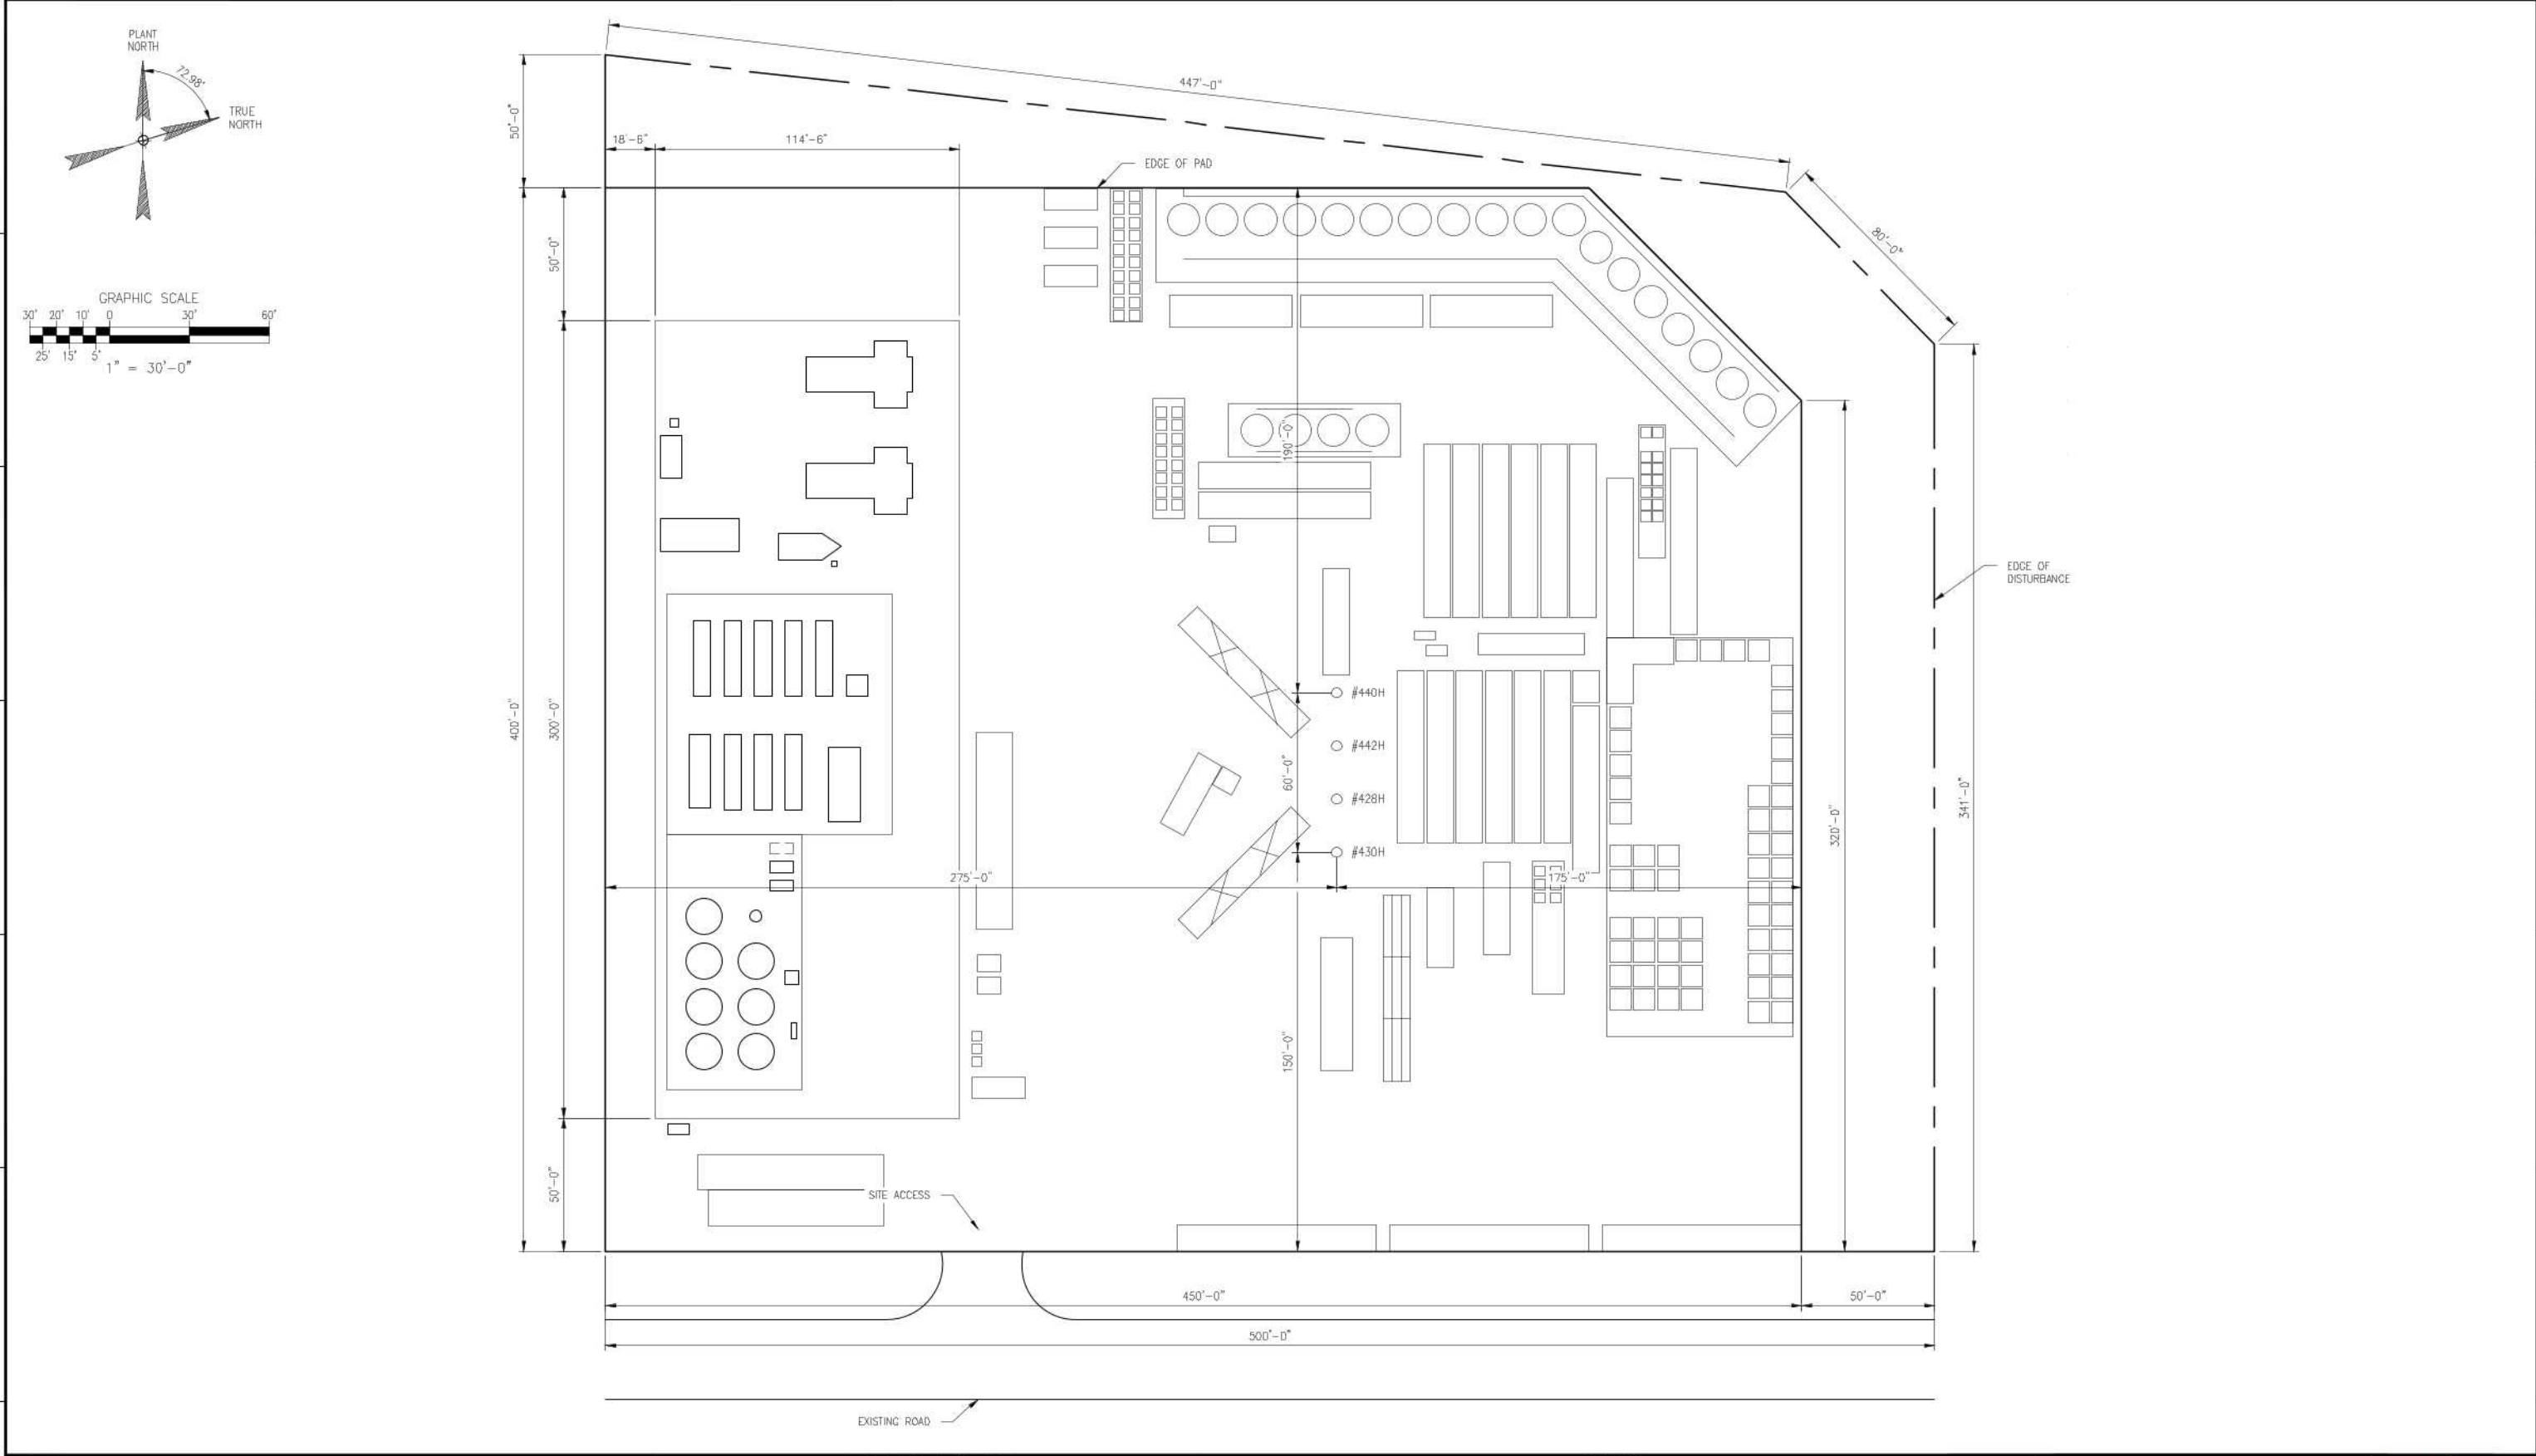 PLANT
NORTH
72.98°
TRUE
NORTH
GRAPHIC SCALE
30' 20' 10' 0 30' 60'
25' 15' 5'
1" = 30'-0"
447'-0"
50'-0"
18'-6"
114'-6"
EDGE OF PAD
80'-0"
50'-0"
190'-0"
EDGE OF
DISTURBANCE
#440H
400'-0"
300'-0"
#442H
60'-0"
#428H
341'-0"
320'-0"
#430H
275'-0"
175'-0"
150'-0"
50'-0"
SITE ACCESS
450'-0"
50'-0"
500'-0"
EXISTING ROAD